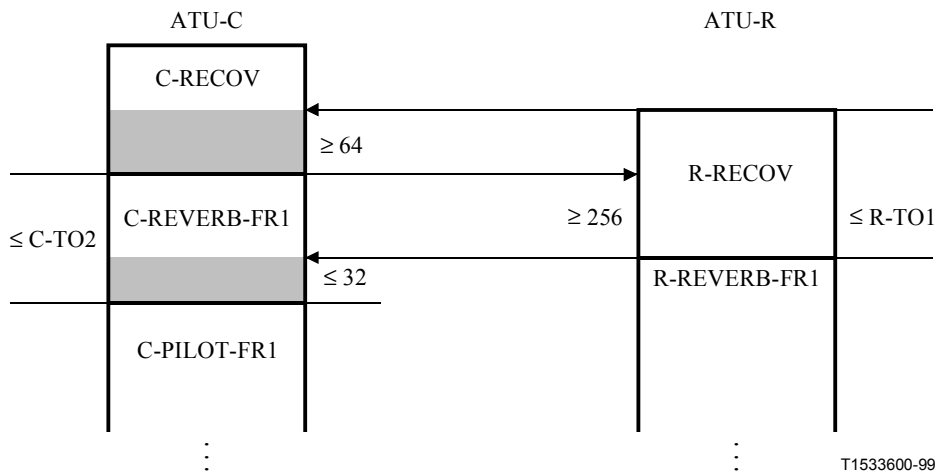 ATU-C
ATU-R
C-RECOV
≥ 64
R-RECOV
C-REVERB-FR1
≥ 256
≤ R-TO1
≤ C-TO2
≤ 32
R-REVERB-FR1
C-PILOT-FR1
T1533600-99